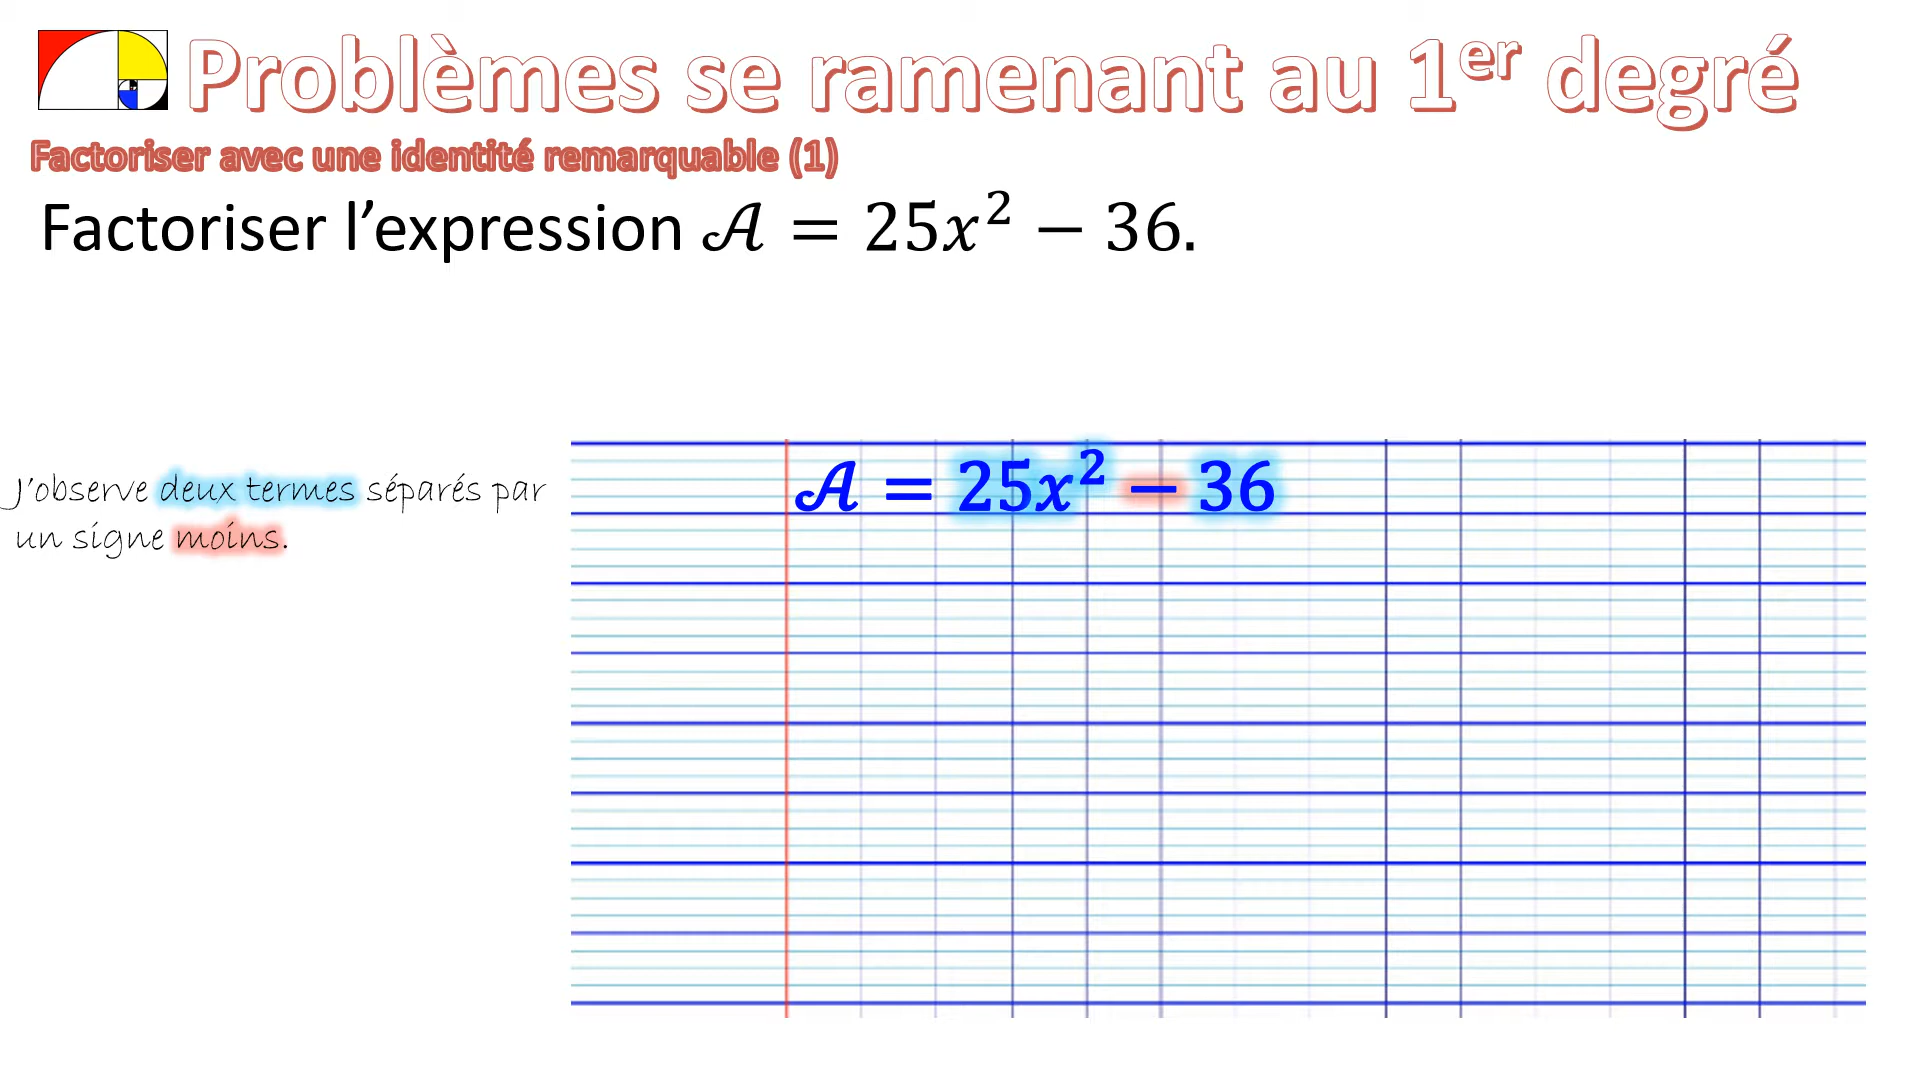 Problèmes se ramenant au 1er degré
Factoriser avec une identité remarquable (1)
Factoriser l’expression 𝒜 = 25x² − 36.
J’observe deux termes séparés par
un signe moins.
𝒜 = 25x² − 36